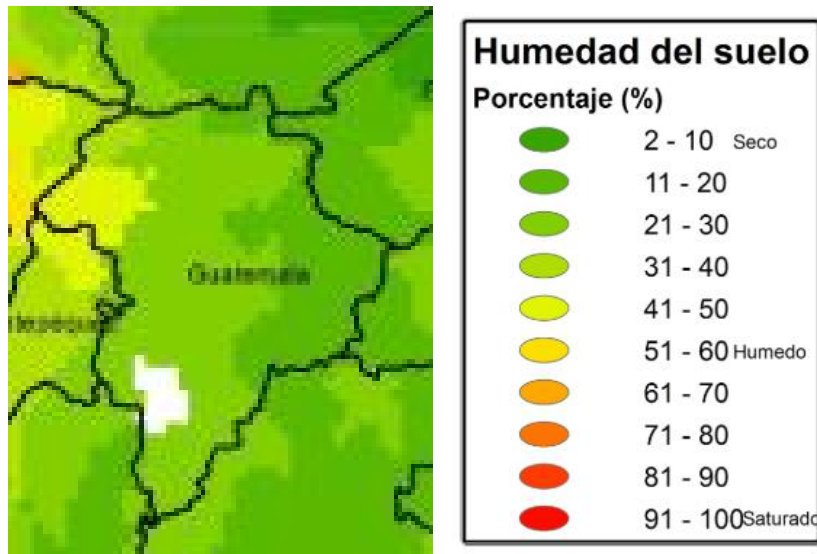 Guatemala
Humedad del suelo
Porcentaje (%)
2 - 10 Seco
11 - 20
21 - 30
31 - 40
41 - 50
51 - 60 Humedo
61 - 70
71 - 80
81 - 90
91 - 100 Saturado